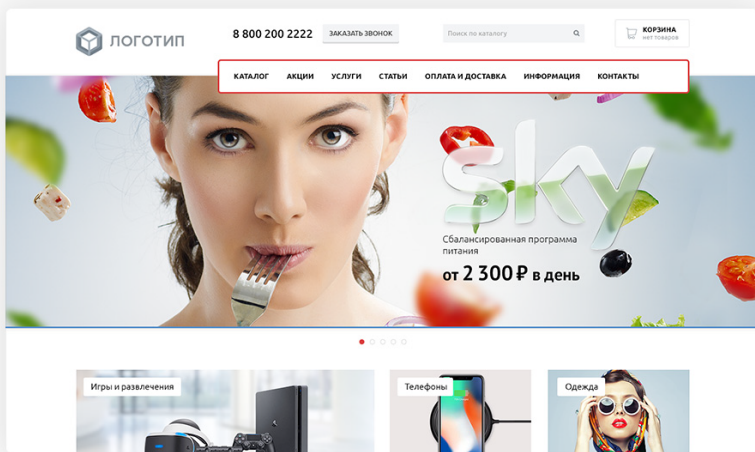 ЛОГОТИП
8 800 200 2222
ЗАКАЗАТЬ ЗВОНОК
Поиск по каталогу
КОРЗИНА
нет товаров
КАТАЛОГ АКЦИИ УСЛУГИ СТАТЬИ ОПЛАТА И ДОСТАВКА ИНФОРМАЦИЯ КОНТАКТЫ
sky
Сбалансированная программа
питания
от 2 300 ₽ в день
Игры и развлечения
Телефоны
Одежда